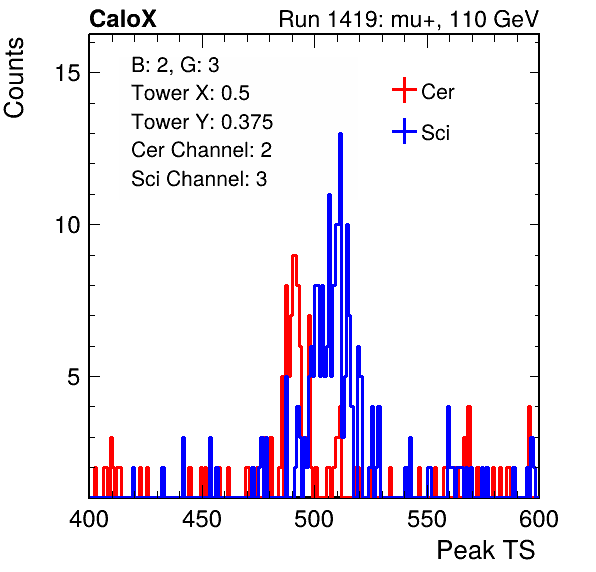 CaloX Run 1419: mu+, 110 GeV
Counts
B: 2, G: 3
Tower X: 0.5
Tower Y: 0.375
Cer Channel: 2
Sci Channel: 3
Cer
Sci
15
10
5
400 450 500 550 600
Peak TS